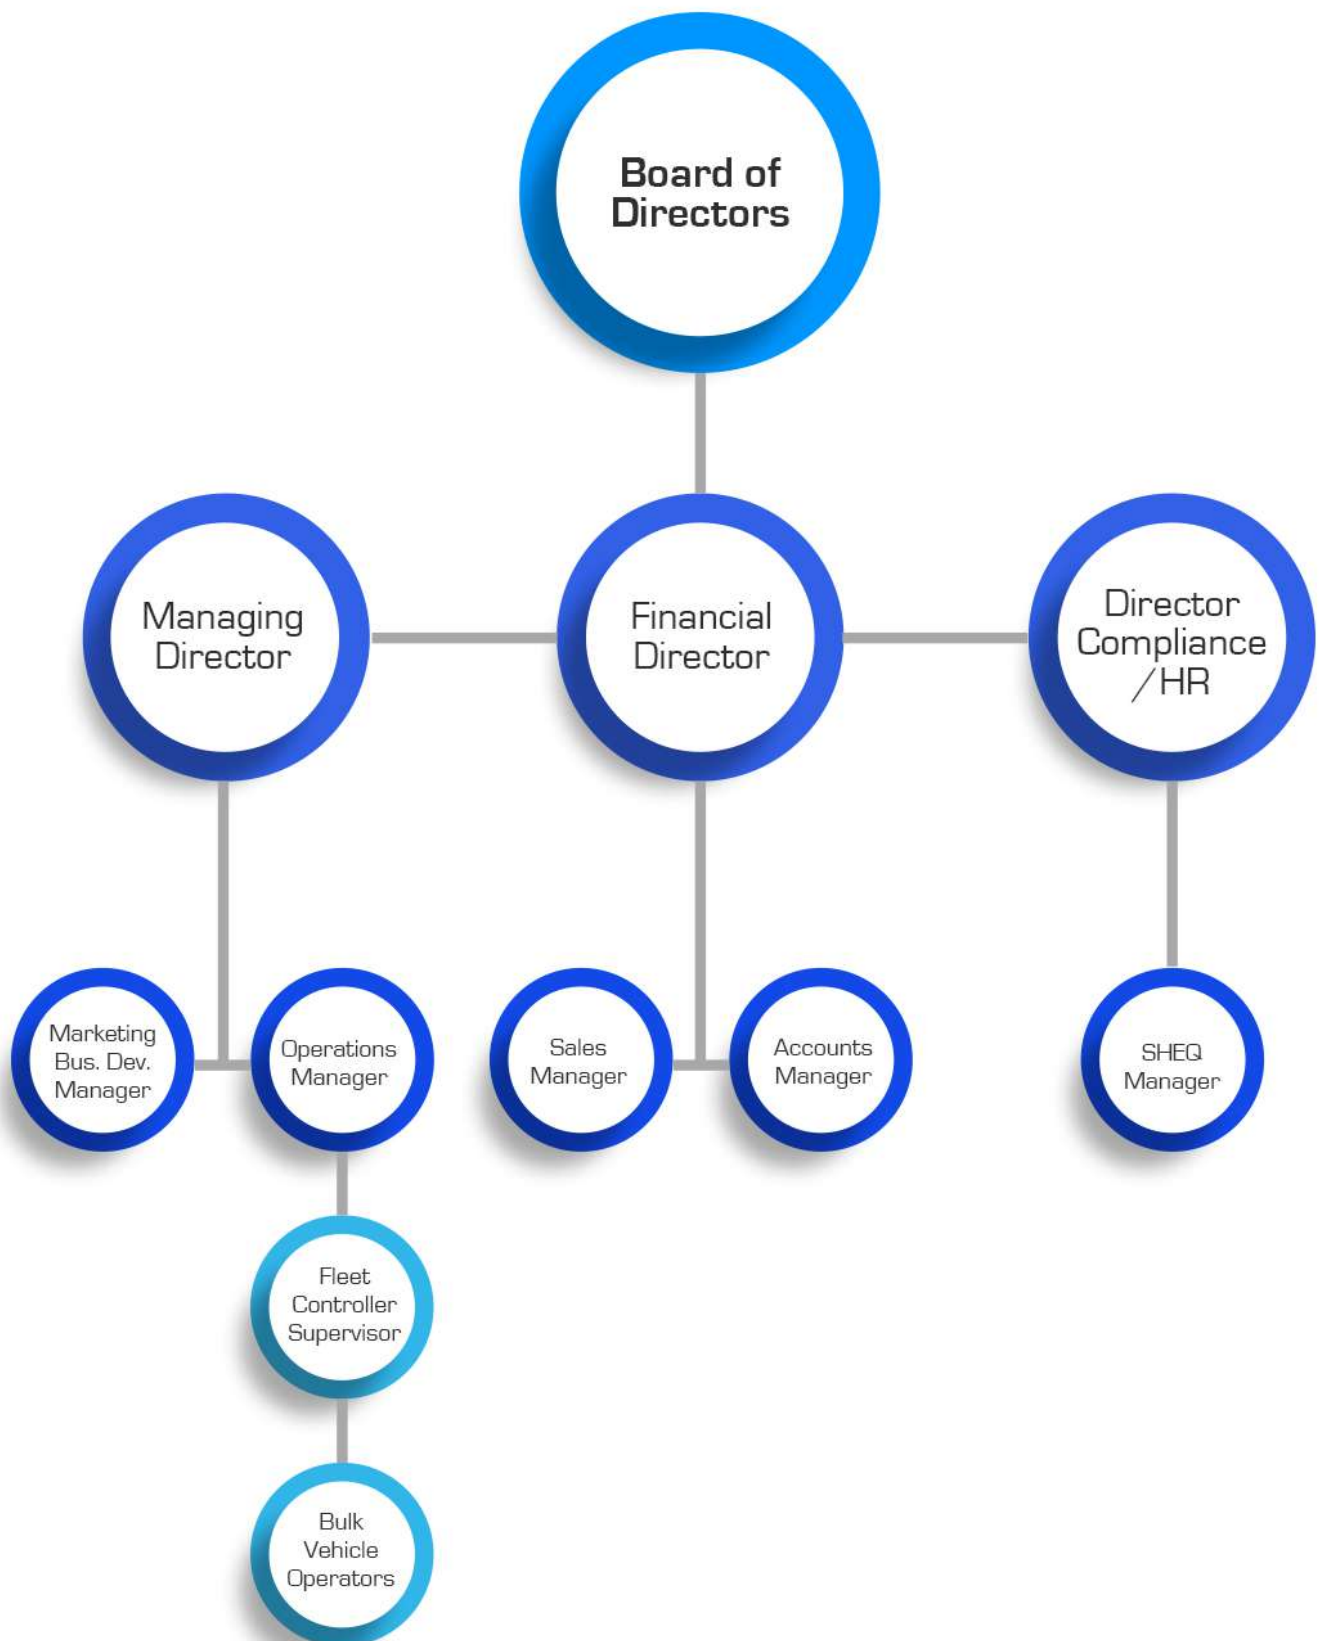 Board of
Directors
Managing
Director
Financial
Director
Director
Compliance
/HR
Marketing
Bus. Dev.
Manager
Operations
Manager
Sales
Manager
Accounts
Manager
SHEQ
Manager
Fleet
Controller
Supervisor
Bulk
Vehicle
Operators